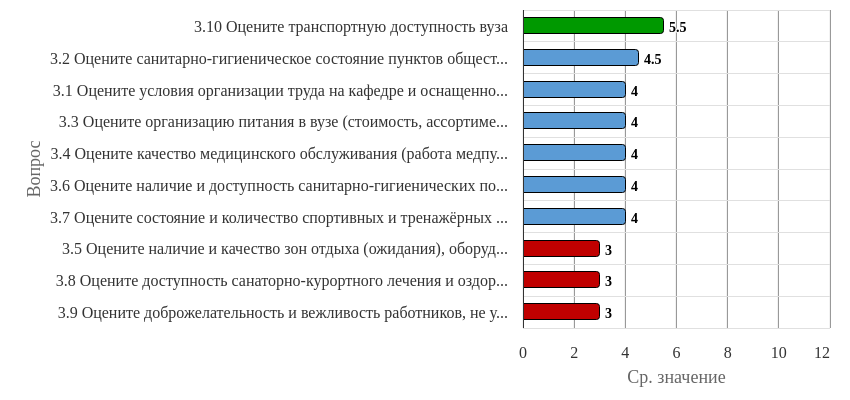 3.10 Оцените транспортную доступность вуза 5.5
3.2 Оцените санитарно-гигиеническое состояние пунктов общест... 4.5
3.1 Оцените условия организации труда на кафедре и оснащенно... 4
3.3 Оцените организацию питания в вузе (стоимость, ассортиме... 4
3.4 Оцените качество медицинского обслуживания (работа медпу... 4
3.6 Оцените наличие и доступность санитарно-гигиенических по... 4
3.7 Оцените состояние и количество спортивных и тренажёрных ... 4
3.5 Оцените наличие и качество зон отдыха (ожидания), оборуд... 3
3.8 Оцените доступность санаторно-курортного лечения и оздор... 3
3.9 Оцените доброжелательность и вежливость работников, не у... 3
Вопрос
0 2 4 6 8 10 12
Ср. значение